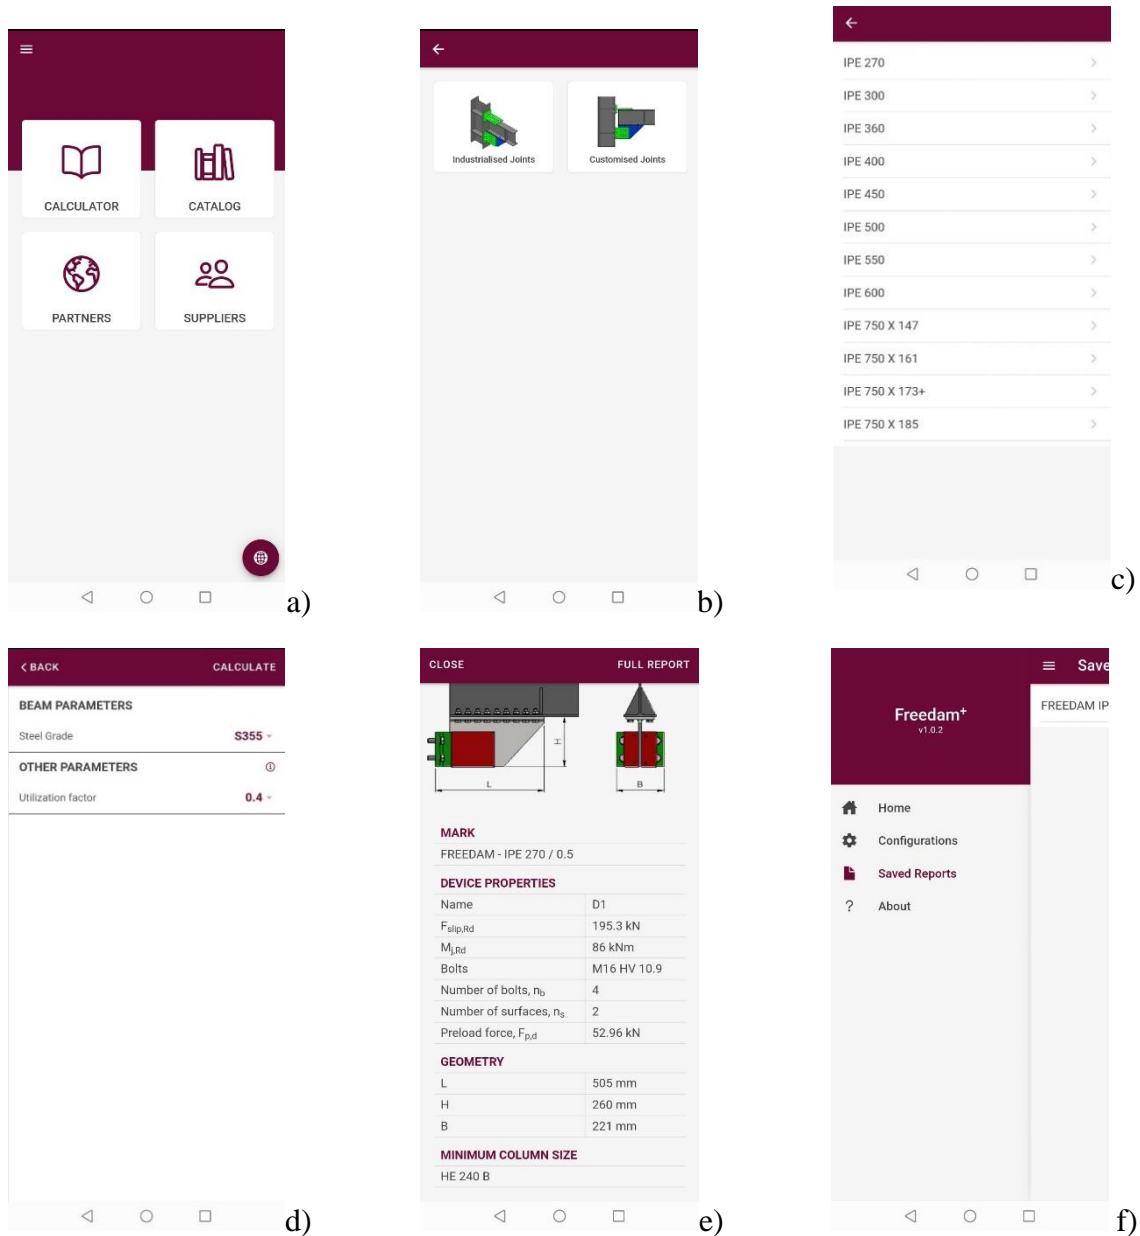 CALCULATOR
CATALOG
PARTNERS
SUPPLIERS
a)
Industrialised Joints
Customised Joints
b)
IPE 270
IPE 300
IPE 360
IPE 400
IPE 450
IPE 500
IPE 550
IPE 600
IPE 750 X 147
IPE 750 X 161
IPE 750 X 173+
IPE 750 X 185
c)
BACK CALCULATE
BEAM PARAMETERS
Steel Grade S355
OTHER PARAMETERS
Utilization factor 0.4
d)
CLOSE FULL REPORT
H
L
B
MARK
FREEDAM - IPE 270 / 0.5
DEVICE PROPERTIES
Name D1
Fslip,Rd 195.3 kN
Mj,Rd 86 kNm
Bolts M16 HV 10.9
Number of bolts, nb 4
Number of surfaces, ns 2
Preload force, Fp,d 52.96 kN
GEOMETRY
L 505 mm
H 260 mm
B 221 mm
MINIMUM COLUMN SIZE
HE 240 B
e)
Freedam+
v1.0.2
Home
Configurations
Saved Reports
? About
Save
FREEDAM IP
f)